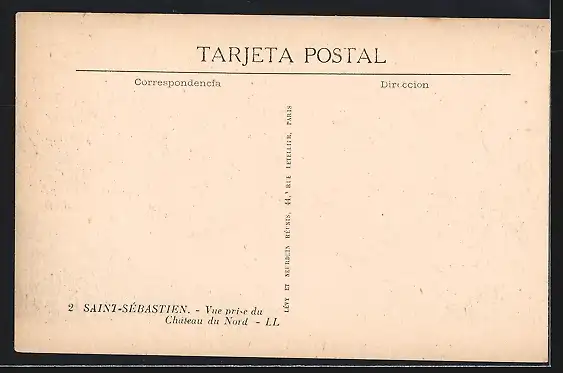 TARJETA POSTAL
Correspondencia
Direccion
LÉVY ET NEURDEIN RÉUNIS, 44, RUE LETELLIER, PARIS
2 SAINT-SÉBASTIEN. - Vue prise du
Château du Nord - LL